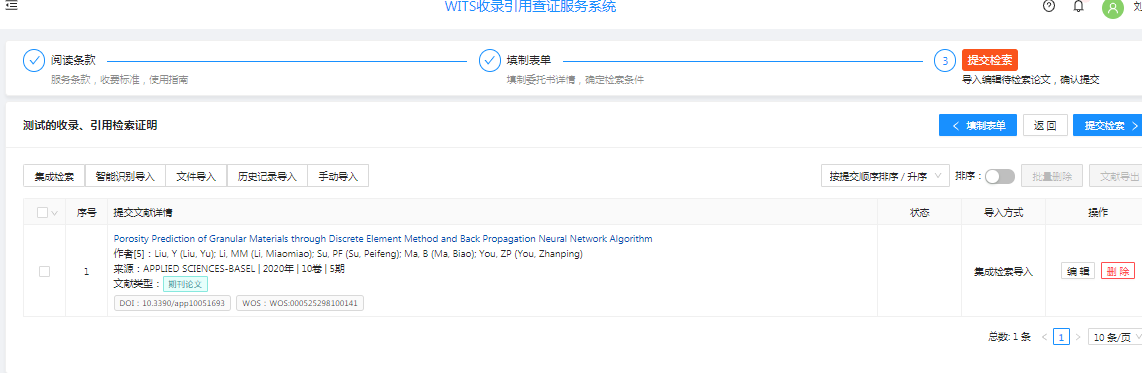 WITS收录引用查证服务系统
刘
阅读条款
填制表单
3 提交检索
服务条款，收费标准，使用指南
填制委托书详情，确定检索条件
导入编辑待检索论文，确认提交
测试的收录、引用检索证明
填制表单 返 回 提交检索
集成检索 智能识别导入 文件导入 历史记录导入 手动导入
按提交顺序排序 / 升序 排序： 批量删除 文献导出
序号 提交文献详情 状态 导入方式 操作
Porosity Prediction of Granular Materials through Discrete Element Method and Back Propagation Neural Network Algorithm
作者[5]：Liu, Y (Liu, Yu); Li, MM (Li, Miaomiao); Su, PF (Su, Peifeng); Ma, B (Ma, Biao); You, ZP (You, Zhanping)
来源：APPLIED SCIENCES-BASEL | 2020年 | 10卷 | 5期
1 集成检索导入 编 辑 删 除
文献类型： 期刊论文
DOI：10.3390/app10051693 WOS：WOS:000525298100141
总数: 1 条 1 10 条/页